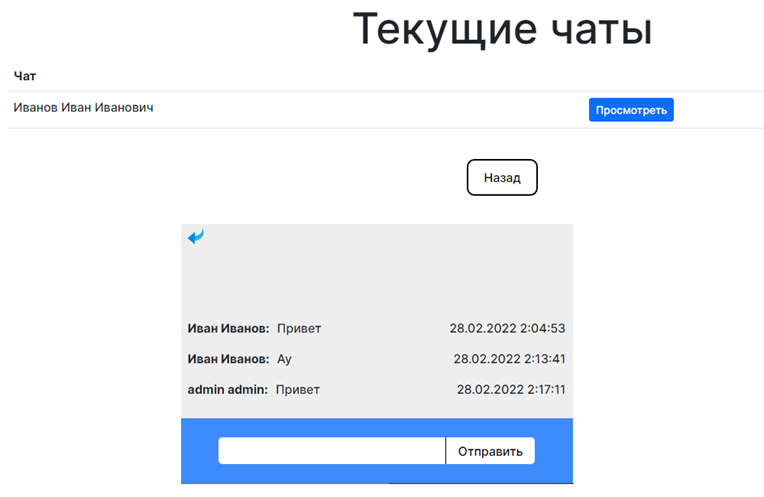 Текущие чаты
Чат
Иванов Иван Иванович Просмотреть
Назад
Иван Иванов: Привет 28.02.2022 2:04:53
Иван Иванов: Ау 28.02.2022 2:13:41
admin admin: Привет 28.02.2022 2:17:11
Отправить